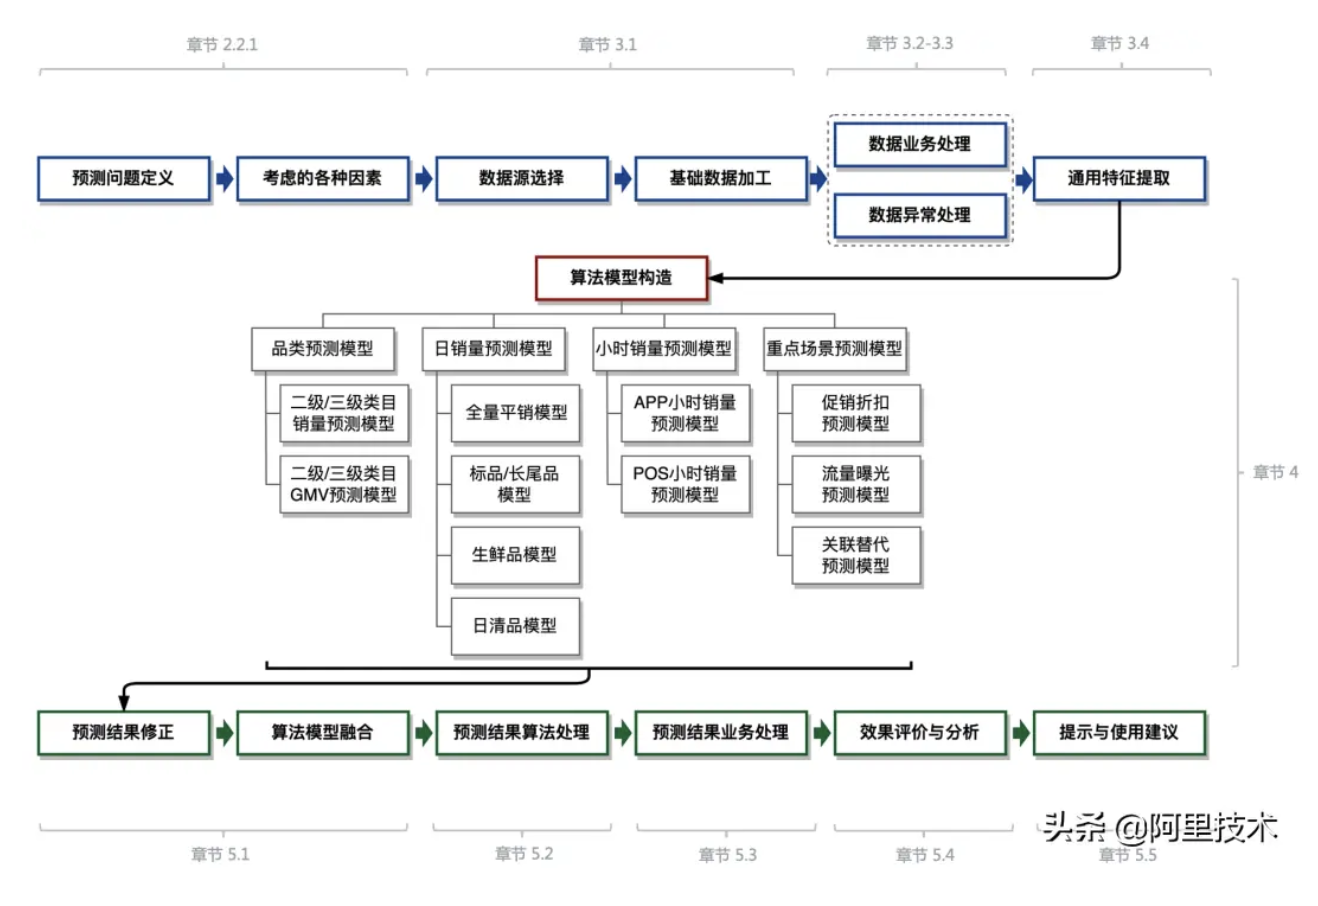 章节 2.2.1
章节 3.1
章节 3.2-3.3
章节 3.4
预测问题定义
考虑的各种因素
数据源选择
基础数据加工
数据业务处理
数据异常处理
通用特征提取
算法模型构造
品类预测模型
二级/三级类目
销量预测模型
二级/三级类目
GMV预测模型
日销量预测模型
全量平销模型
标品/长尾品
模型
生鲜品模型
日清品模型
小时销量预测模型
APP小时销量
预测模型
POS小时销量
预测模型
重点场景预测模型
促销折扣
预测模型
流量曝光
预测模型
关联替代
预测模型
章节 4
预测结果修正
算法模型融合
预测结果算法处理
预测结果业务处理
效果评价与分析
提示与使用建议
章节 5.1
章节 5.2
章节 5.3
章节 5.4
章节 5.5
头条 @阿里技术